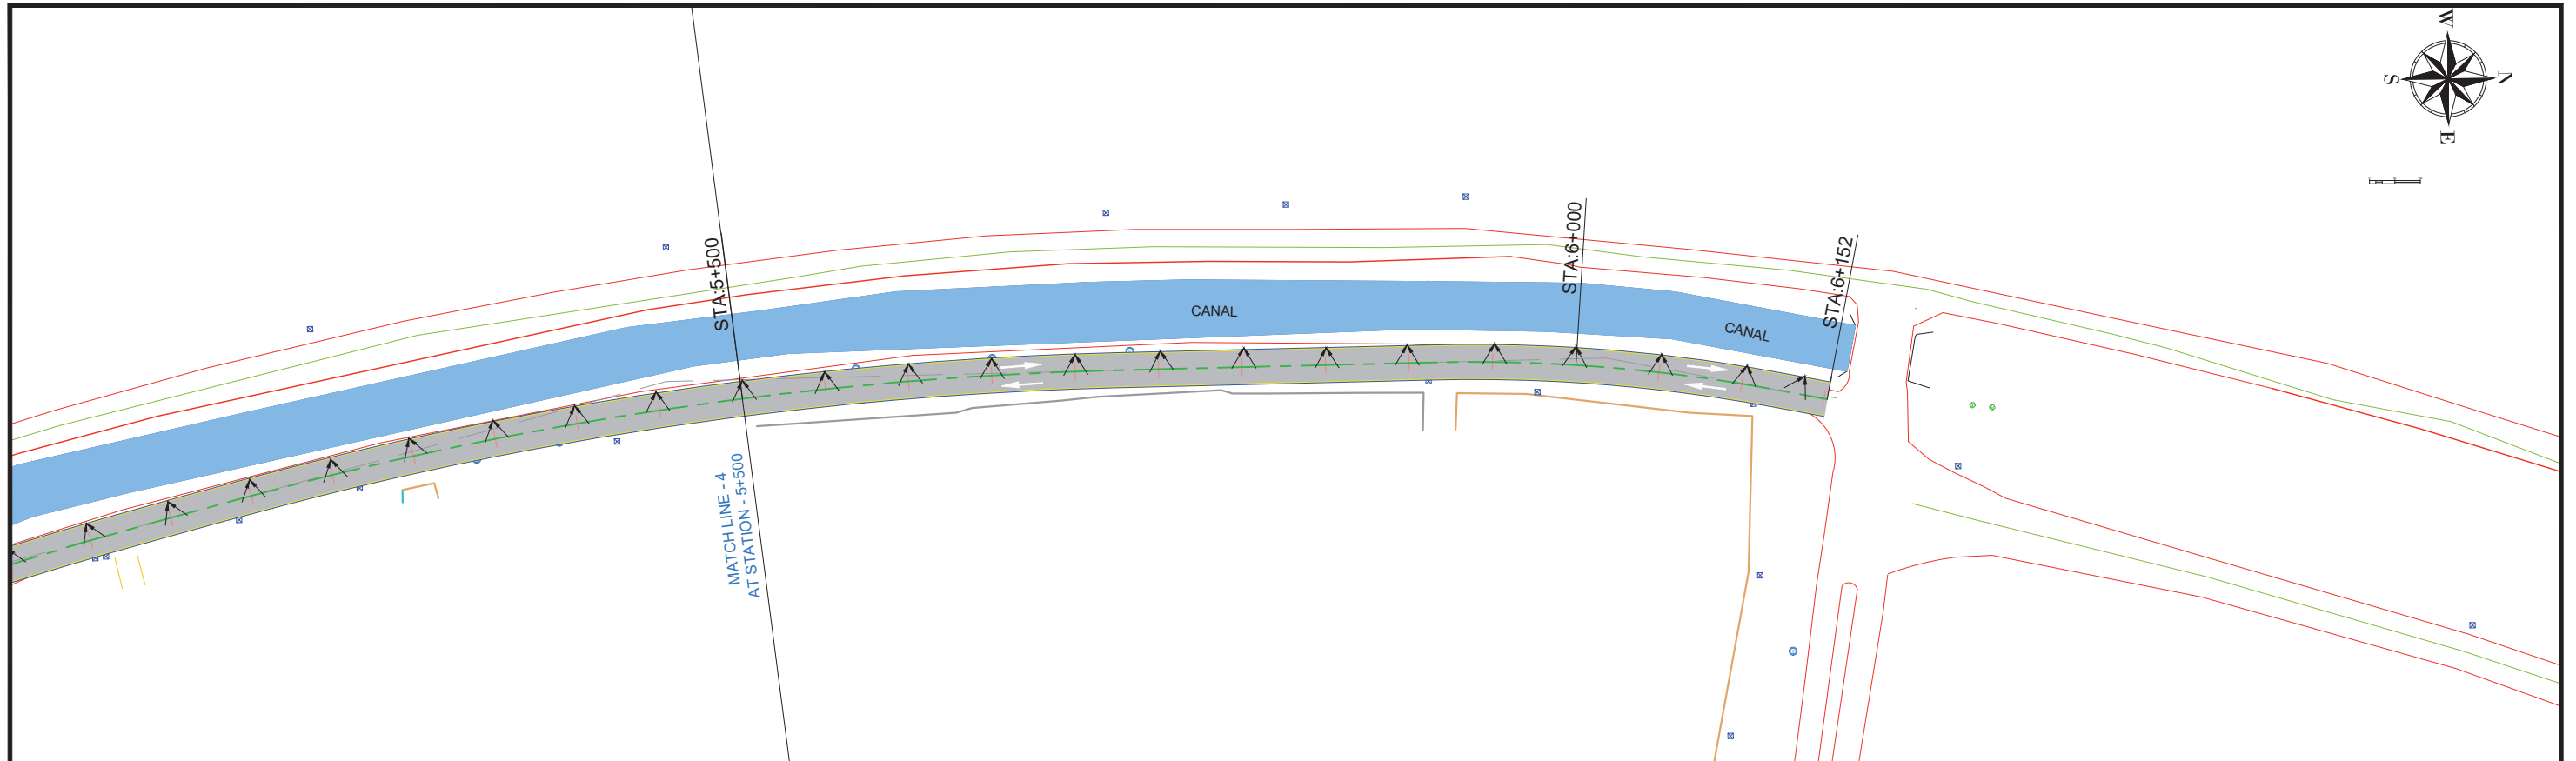 W
S
N
E
STA:5+500
STA:6+000
STA:6+152
CANAL
CANAL
MATCH LINE - 4
AT STATION - 5+500